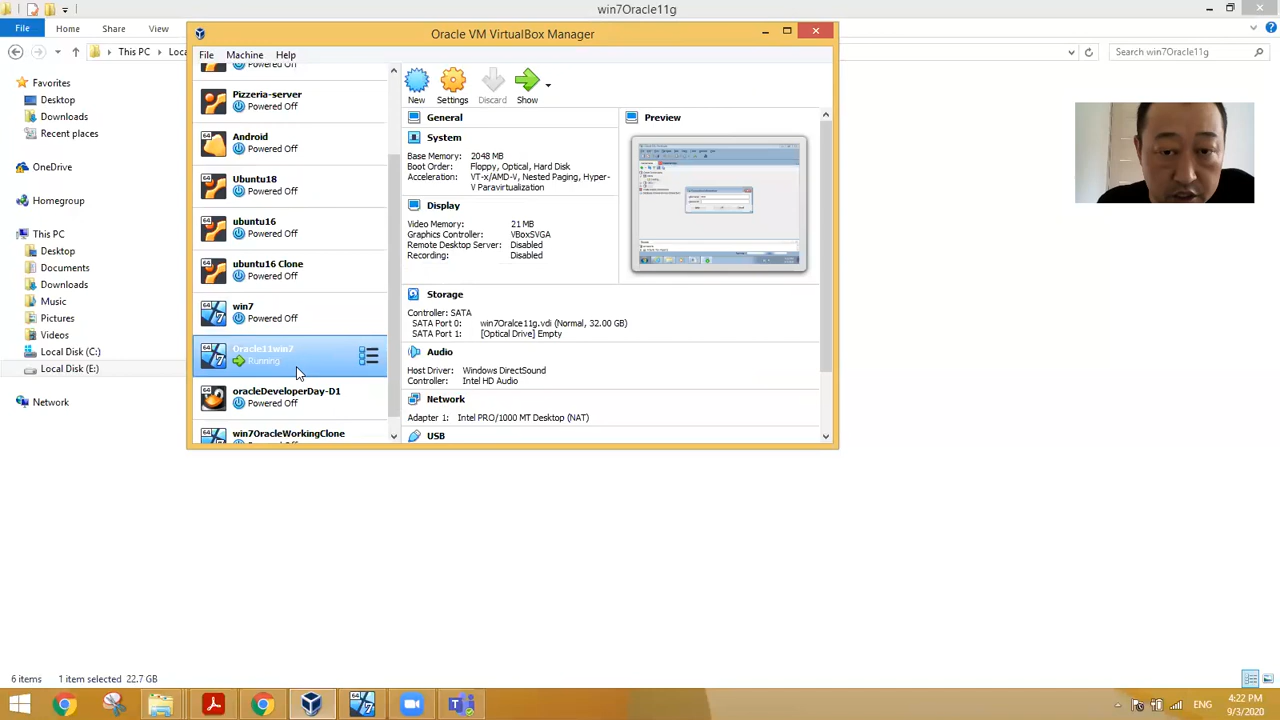 win7Oracle11g
File
Home
Share
View
This PC
Loca
Search win7Oracle11g
Oracle VM VirtualBox Manager
File
Machine
Help
Favorites
Desktop
Downloads
Recent places
OneDrive
Homegroup
This PC
Desktop
Documents
Downloads
Music
Pictures
Videos
Local Disk (C:)
Local Disk (E:)
Network
Powered Off
Pizzeria-server
Powered Off
Android
Powered Off
Ubuntu18
Powered Off
ubuntu16
Powered Off
ubuntu16 Clone
Powered Off
win7
Powered Off
Oracle11win7
Running
oracleDeveloperDay-D1
Powered Off
win7OracleWorkingClone
New
Settings
Discard
Show
General
System
Base Memory: 2048 MB
Boot Order: Floppy, Optical, Hard Disk
Acceleration: VT-x/AMD-V, Nested Paging, Hyper-
V Paravirtualization
Display
Video Memory: 21 MB
Graphics Controller: VBoxSVGA
Remote Desktop Server: Disabled
Recording: Disabled
Preview
Storage
Controller: SATA
SATA Port 0: win7Oralce11g.vdi (Normal, 32.00 GB)
SATA Port 1: [Optical Drive] Empty
Audio
Host Driver: Windows DirectSound
Controller: Intel HD Audio
Network
Adapter 1: Intel PRO/1000 MT Desktop (NAT)
USB
6 items
1 item selected 22.7 GB
ENG
4:22 PM
9/3/2020